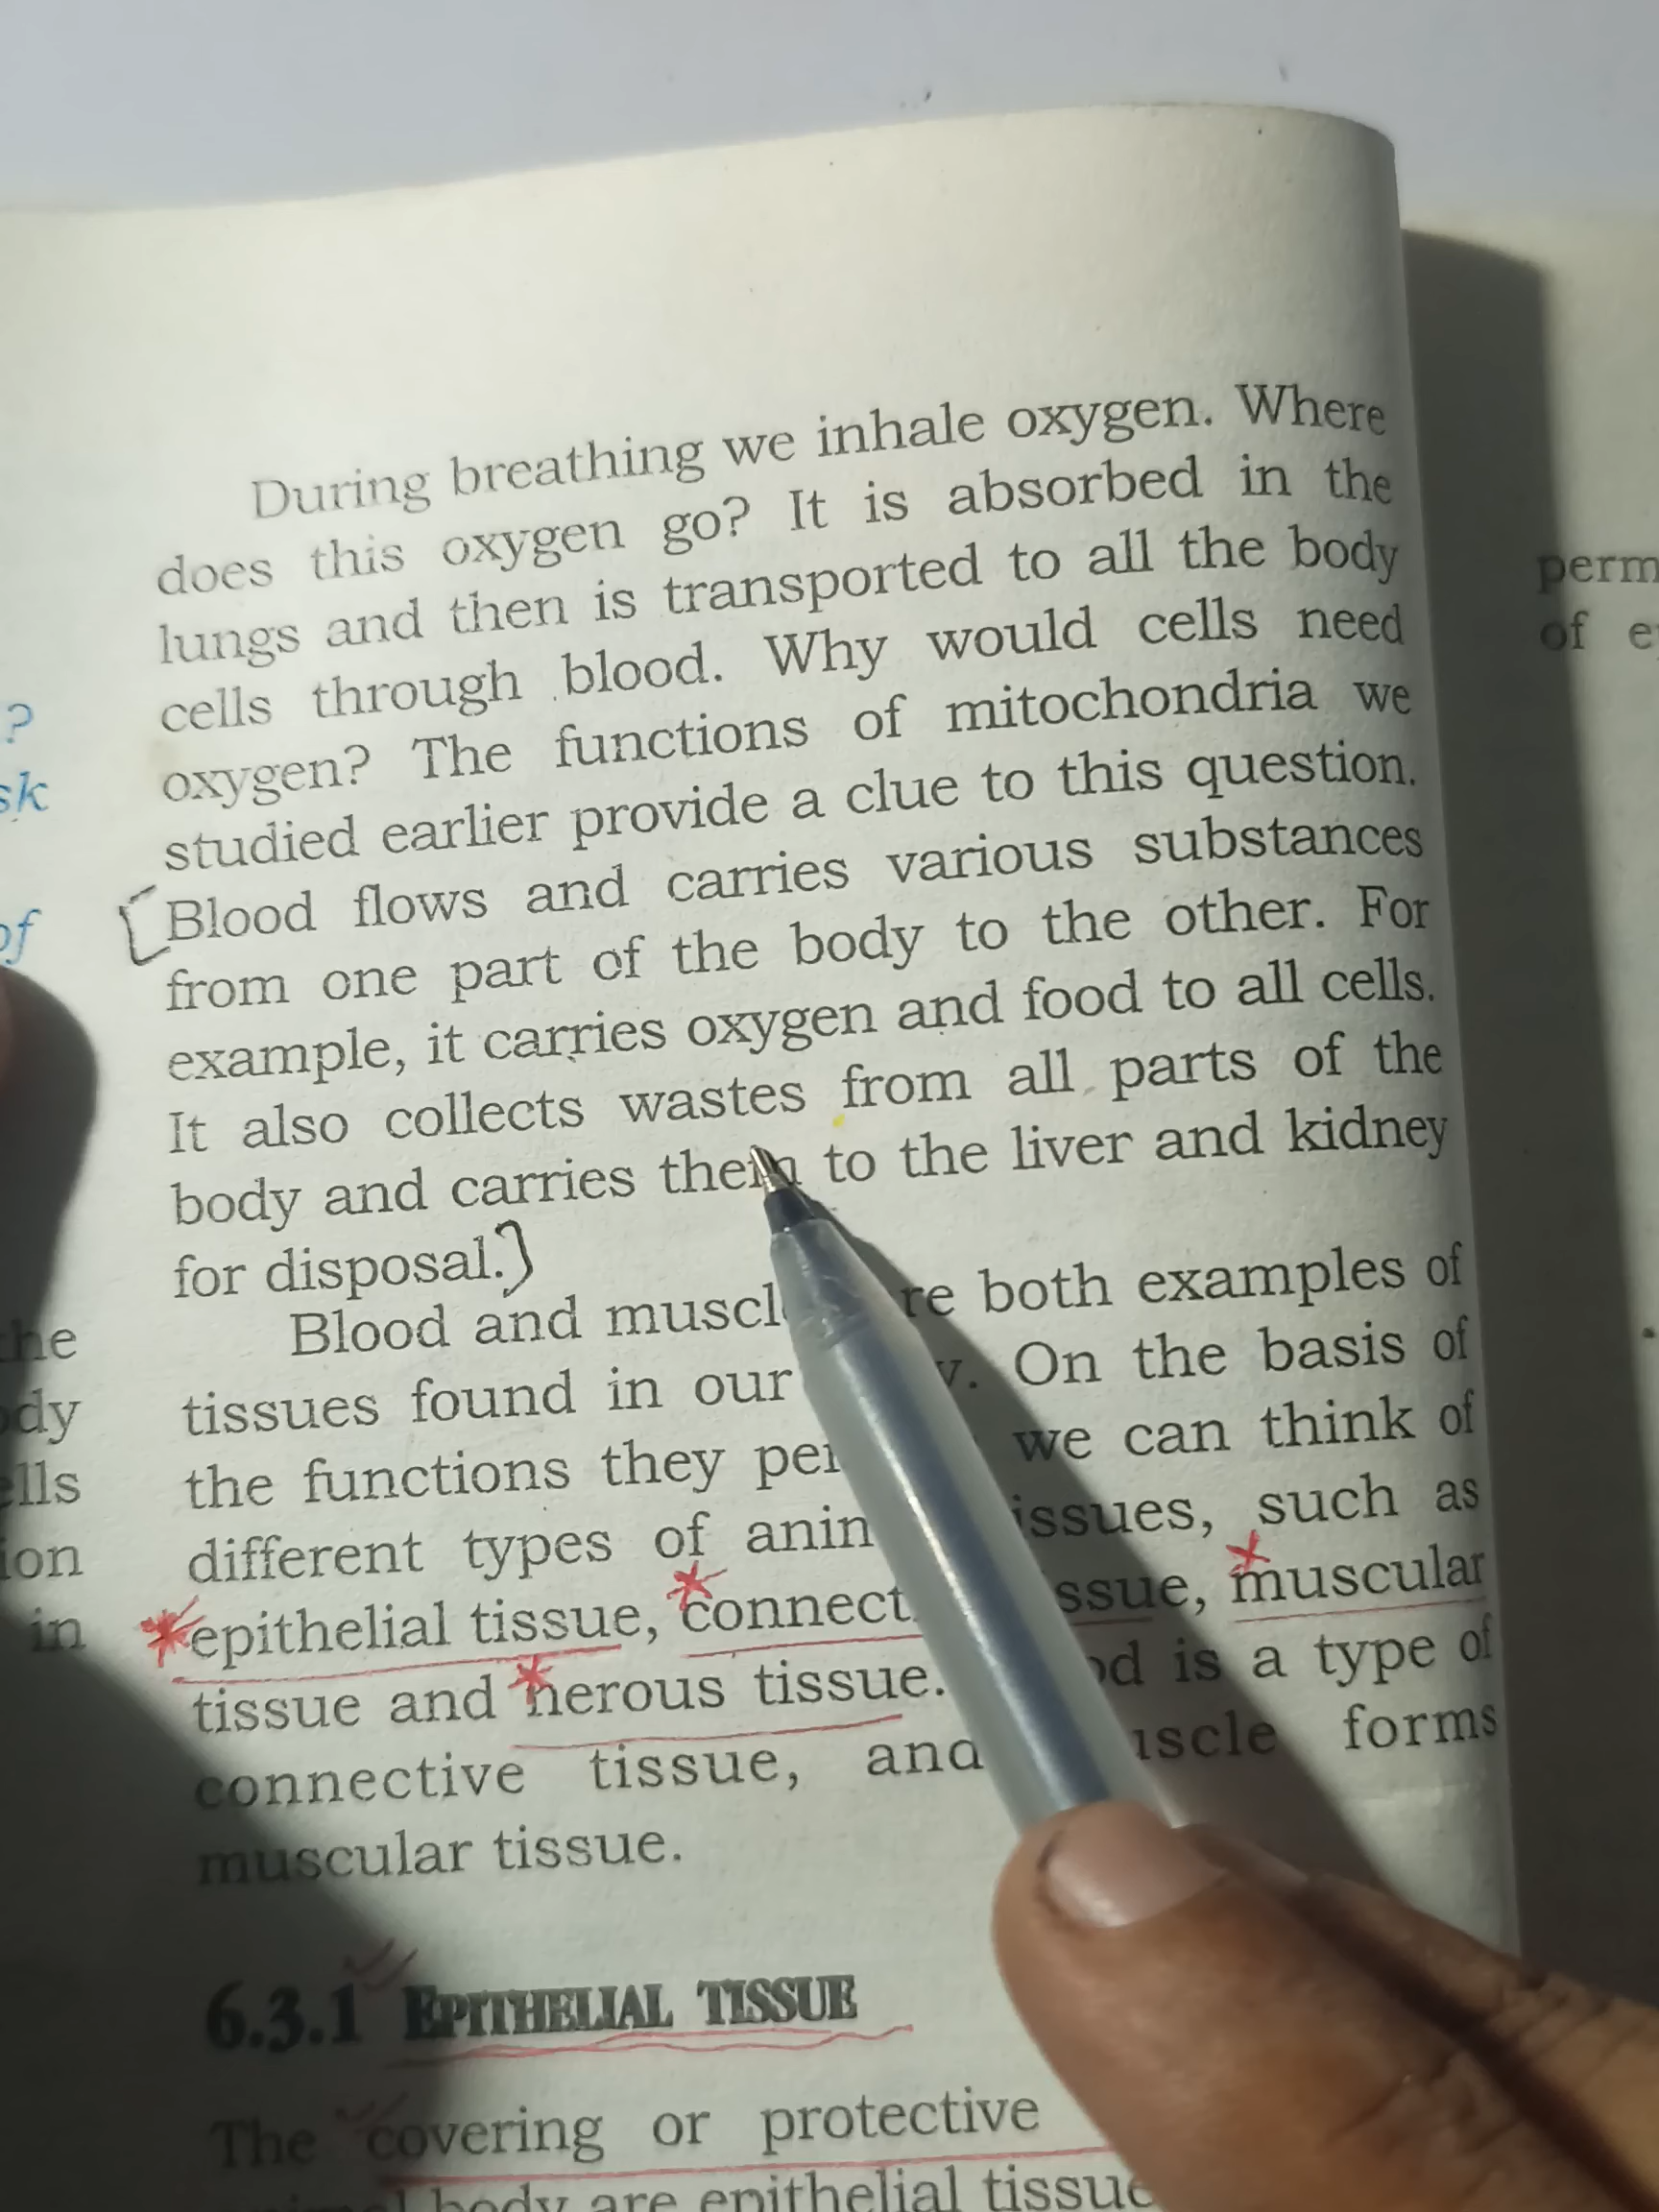 During breathing we inhale oxygen. Where
does this oxygen go? It is absorbed in the
lungs and then is transported to all the body
cells through blood. Why would cells need
oxygen? The functions of mitochondria we
studied earlier provide a clue to this question.
[Blood flows and carries various substances
from one part of the body to the other. For
example, it carries oxygen and food to all cells.
It also collects wastes from all parts of the
body and carries them to the liver and kidney
for disposal.]
Blood and muscl re both examples of
tissues found in our y. On the basis of
the functions they per we can think of
different types of anim issues, such as
*epithelial tissue, *connect ssue, *muscular
tissue and *nerous tissue. od is a type of
connective tissue, and uscle forms
muscular tissue.
6.3.1 EPITHELIAL TISSUE
The covering or protective
body are epithelial tissue
?
sk
of
he
dy
ells
ion
in
perm
of e